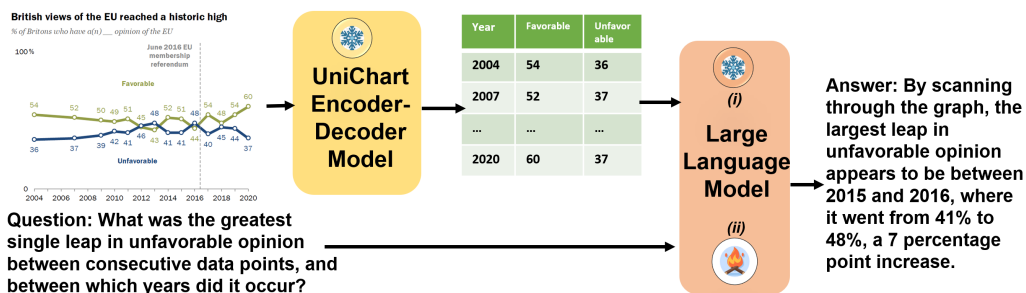 British views of the EU reached a historic high
% of Britons who have a(n) __ opinion of the EU
100 %
June 2016 EU
membership
referendum
Favorable
54 52 50 49 51 45 43 52 51 44 54 48 54 60
36 37 39 42 41 46 48 41 41 48 40 45 44 37
Unfavorable
0
2004 2006 2008 2010 2012 2014 2016 2018 2020
UniChart
Encoder-
Decoder
Model
Year Favorable Unfavor
able
2004 54 36
2007 52 37
... ... ...
2020 60 37
(i)
Large
Language
Model
(ii)
Question: What was the greatest
single leap in unfavorable opinion
between consecutive data points, and
between which years did it occur?
Answer: By scanning
through the graph, the
largest leap in
unfavorable opinion
appears to be between
2015 and 2016, where
it went from 41% to
48%, a 7 percentage
point increase.